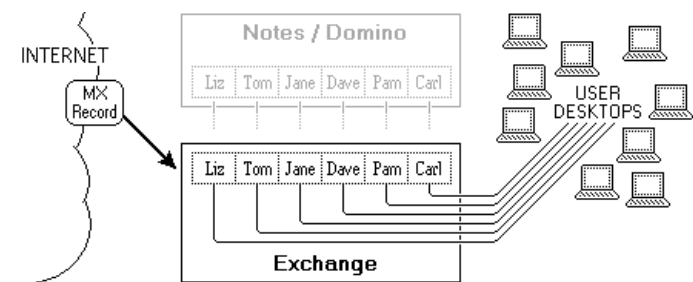 Notes / Domino
INTERNET
Liz Tom Jane Dave Pam Carl
MX
Record
USER
DESKTOPS
Liz Tom Jane Dave Pam Carl
Exchange